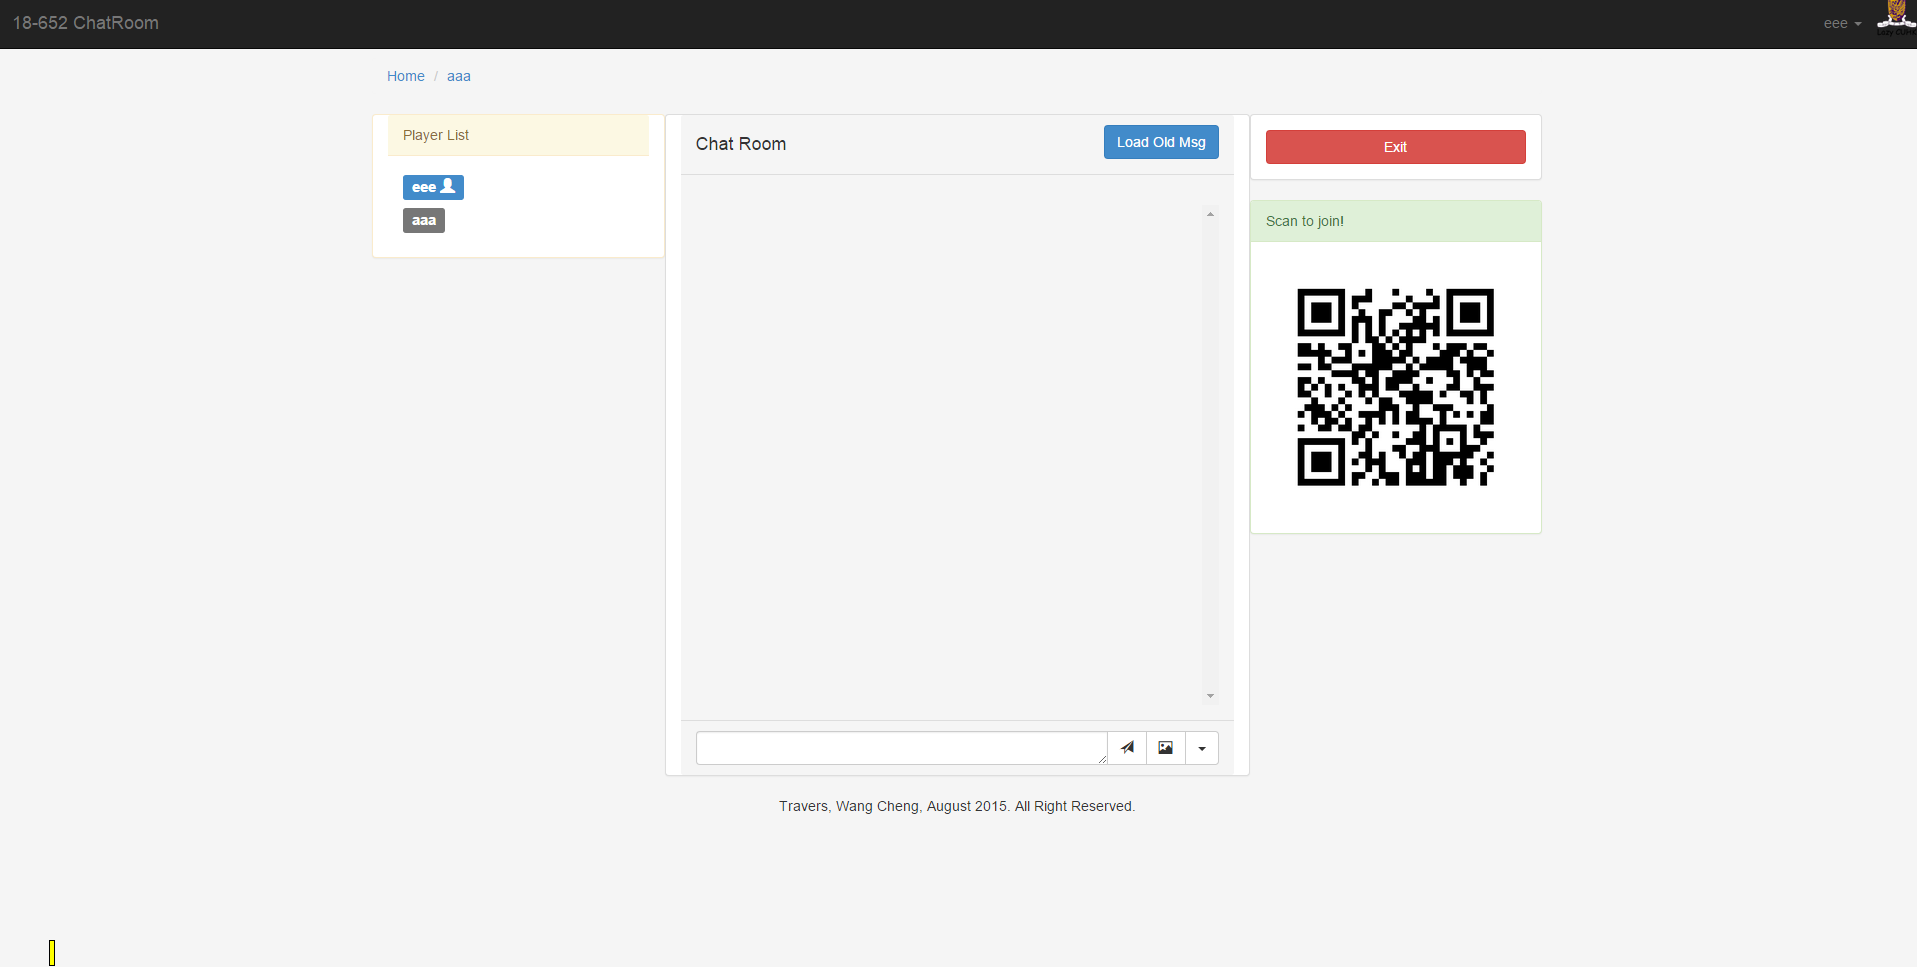 18-652 ChatRoom
eee
Home / aaa
Player List
eee
aaa
Chat Room
Load Old Msg
Exit
Scan to join!
Travers, Wang Cheng, August 2015. All Right Reserved.